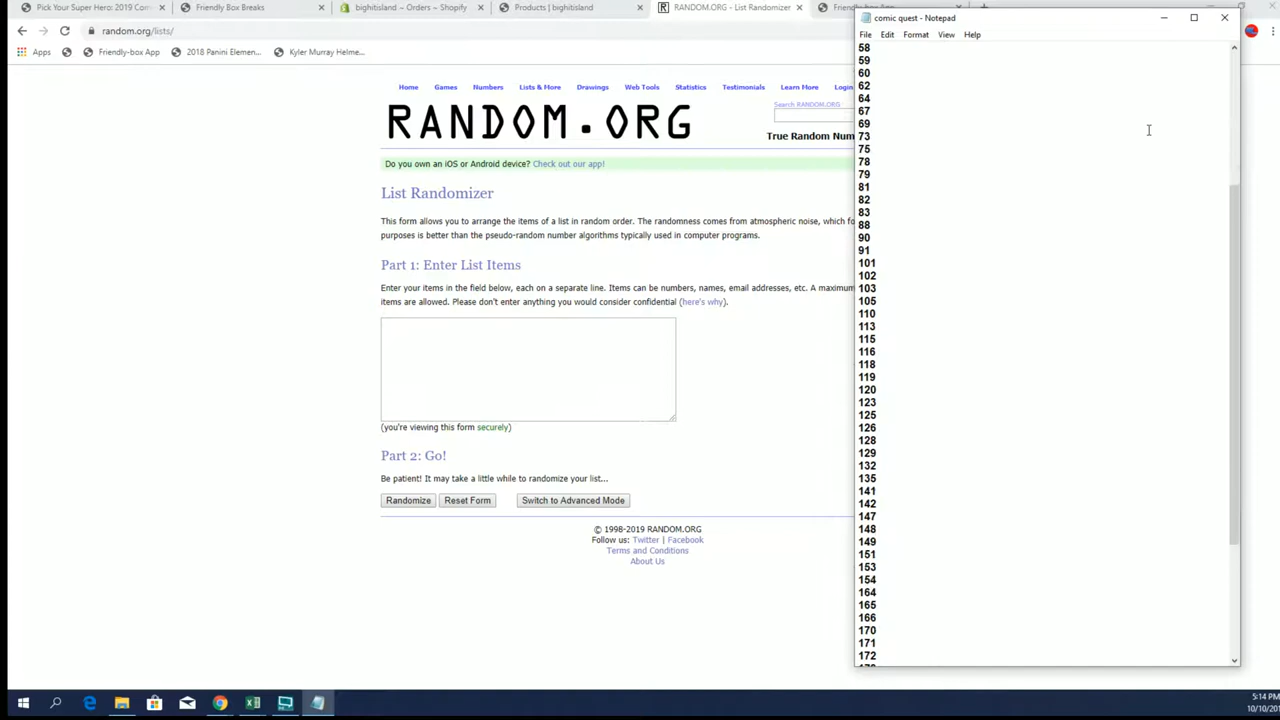 Pick Your Super Hero: 2019 Com
Friendly Box Breaks
bighitisland ~ Orders ~ Shopify
Products | bighitisland
RANDOM.ORG - List Randomizer
random.org/lists/
Apps
Friendly-box App
2018 Panini Elemen...
Kyler Murray Helme...
Home
Games
Numbers
Lists & More
Drawings
Web Tools
Statistics
Testimonials
Learn More
Login
Search RANDOM.ORG
RANDOM.ORG
True Random Num
Do you own an iOS or Android device? Check out our app!
List Randomizer
This form allows you to arrange the items of a list in random order. The randomness comes from atmospheric noise, which fo
purposes is better than the pseudo-random number algorithms typically used in computer programs.
Part 1: Enter List Items
Enter your items in the field below, each on a separate line. Items can be numbers, names, email addresses, etc. A maximum
items are allowed. Please don't enter anything you would consider confidential (here's why).
(you're viewing this form securely)
Part 2: Go!
Be patient! It may take a little while to randomize your list...
Randomize
Reset Form
Switch to Advanced Mode
© 1998-2019 RANDOM.ORG
Follow us: Twitter | Facebook
Terms and Conditions
About Us
comic quest - Notepad
File
Edit
Format
View
Help
58
59
60
62
64
67
69
73
75
78
79
81
82
83
88
90
91
101
102
103
105
110
113
115
116
118
119
120
123
125
126
128
129
132
135
141
142
147
148
149
151
153
154
164
165
166
170
171
172
5:14 PM
10/10/201